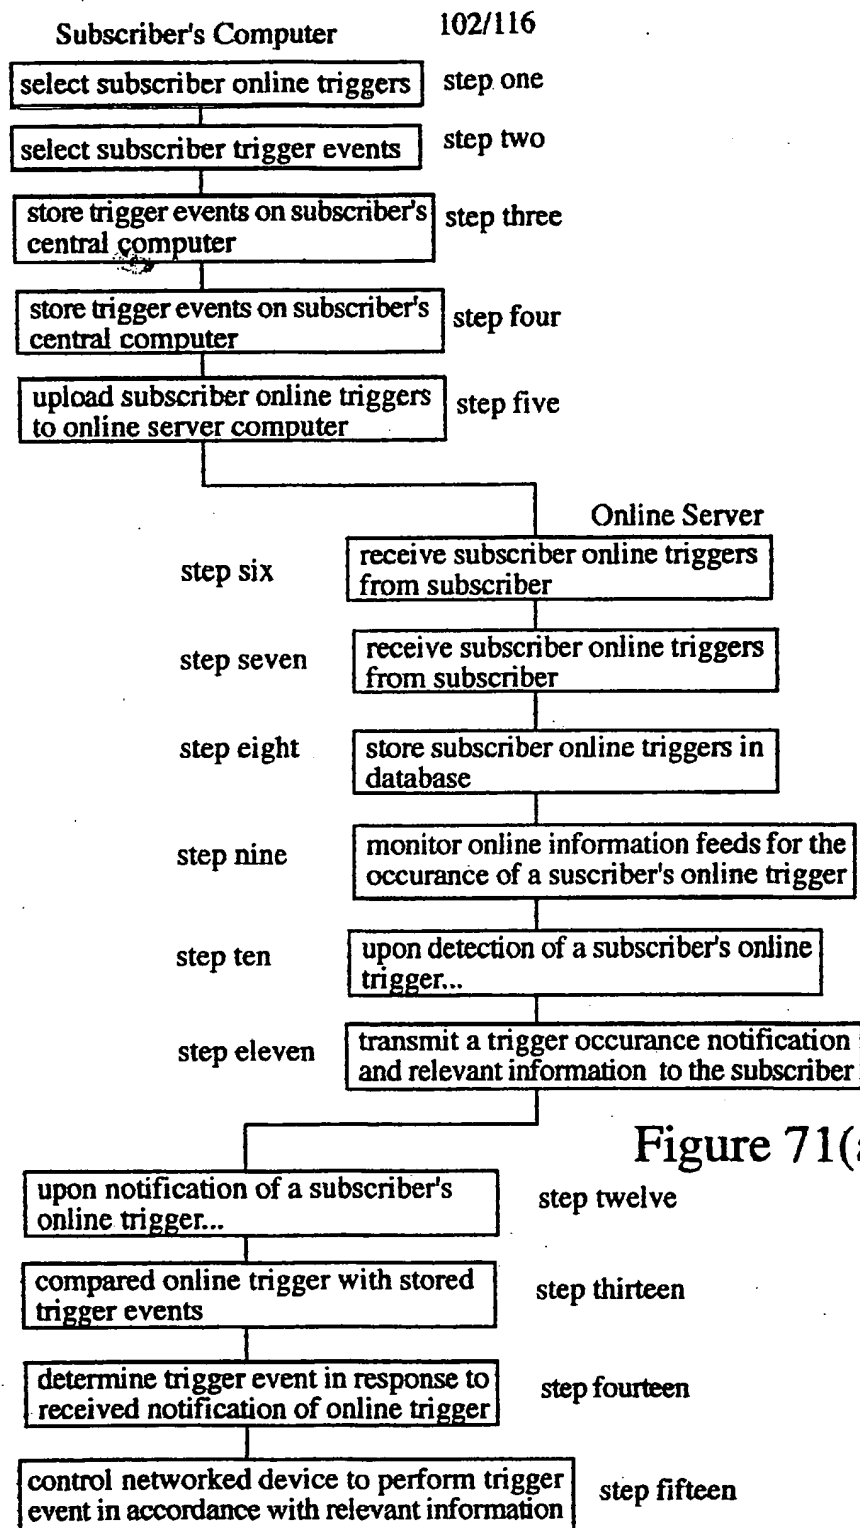 Subscriber's Computer
102/116
select subscriber online triggers
step one
select subscriber trigger events
step two
store trigger events on subscriber's
central computer
step three
store trigger events on subscriber's
central computer
step four
upload subscriber online triggers
to online server computer
step five
Online Server
step six
receive subscriber online triggers
from subscriber
step seven
receive subscriber online triggers
from subscriber
step eight
store subscriber online triggers in
database
step nine
monitor online information feeds for the
occurance of a suscriber's online trigger
step ten
upon detection of a subscriber's online
trigger...
step eleven
transmit a trigger occurance notification
and relevant information to the subscriber
Figure 71(a
upon notification of a subscriber's
online trigger...
step twelve
compared online trigger with stored
trigger events
step thirteen
determine trigger event in response to
received notification of online trigger
step fourteen
control networked device to perform trigger
event in accordance with relevant information
step fifteen